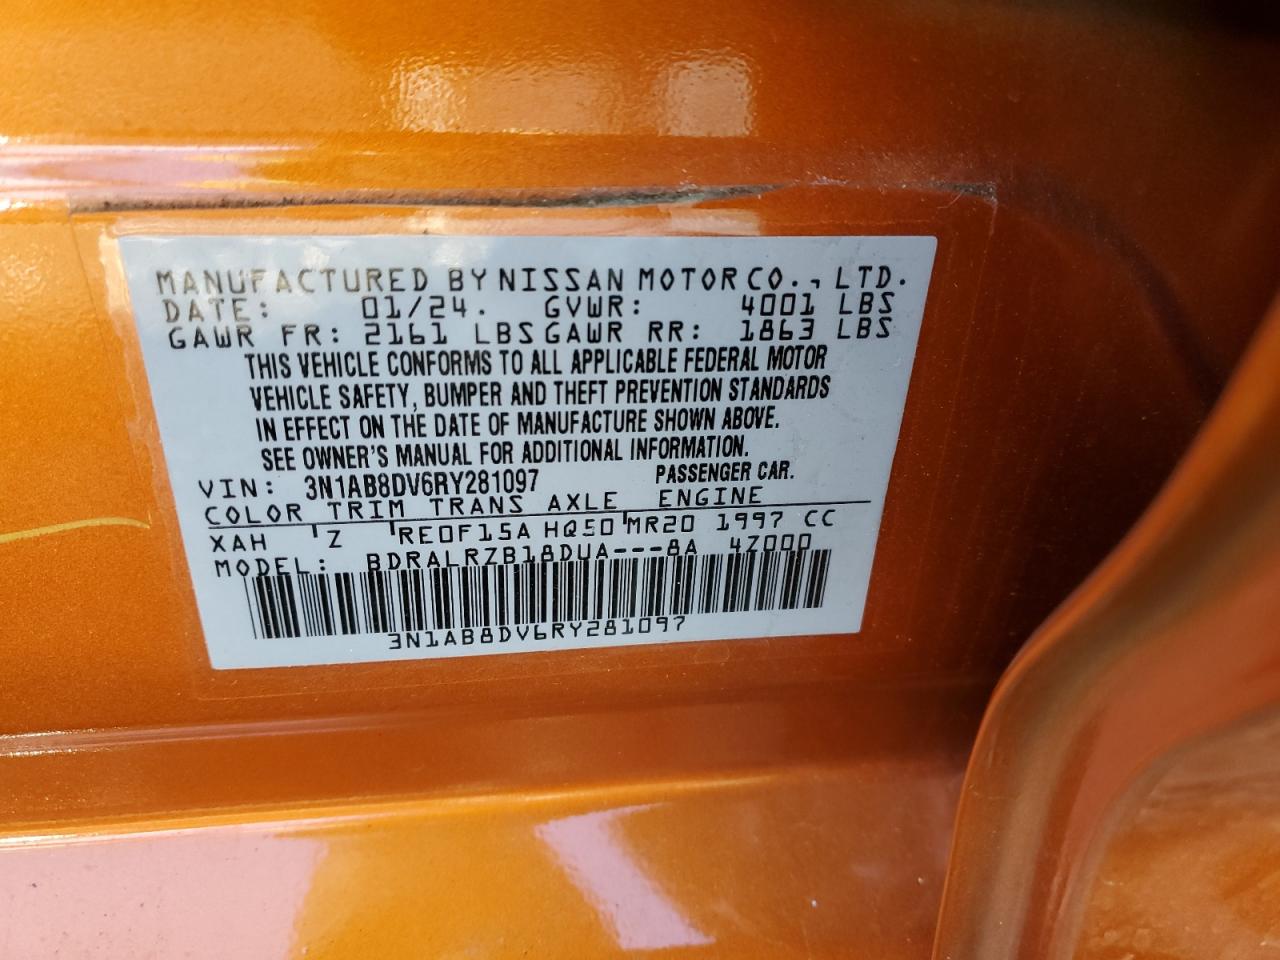 MANUFACTURED BY NISSAN MOTOR CO., LTD.
DATE: 01/24. GVWR: 4001 LBS
GAWR FR: 2161 LBS GAWR RR: 1863 LBS
THIS VEHICLE CONFORMS TO ALL APPLICABLE FEDERAL MOTOR
VEHICLE SAFETY, BUMPER AND THEFT PREVENTION STANDARDS
IN EFFECT ON THE DATE OF MANUFACTURE SHOWN ABOVE.
SEE OWNER'S MANUAL FOR ADDITIONAL INFORMATION.
VIN: 3N1AB8DV6RY281097 PASSENGER CAR.
COLOR TRIM TRANS AXLE ENGINE
XAH Z RE0F15A HQ50 MR20 1997 CC
MODEL: BDRALRZB18DUA---8A 4Z000
3N1AB8DV6RY281097